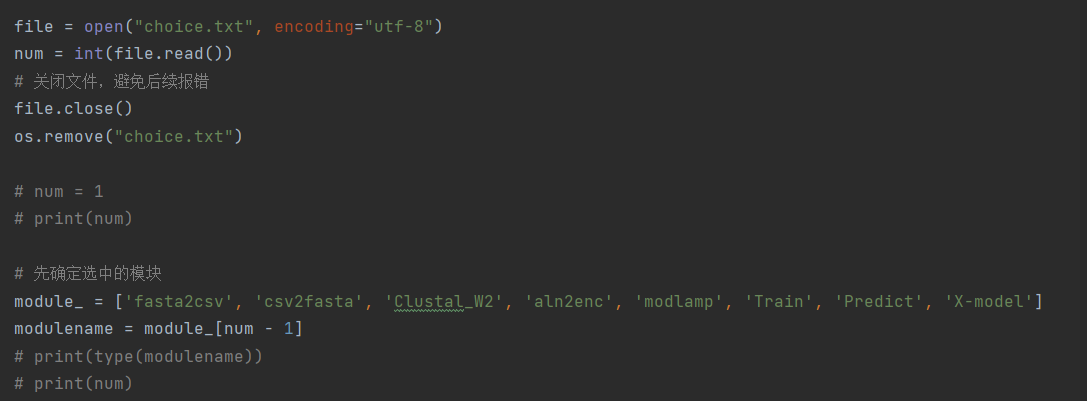 file = open("choice.txt", encoding="utf-8")
num = int(file.read())
# 关闭文件，避免后续报错
file.close()
os.remove("choice.txt")
# num = 1
# print(num)
# 先确定选中的模块
module_ = ['fasta2csv', 'csv2fasta', 'Clustal_W2', 'aln2enc', 'modlamp', 'Train', 'Predict', 'X-model']
modulename = module_[num - 1]
# print(type(modulename))
# print(num)